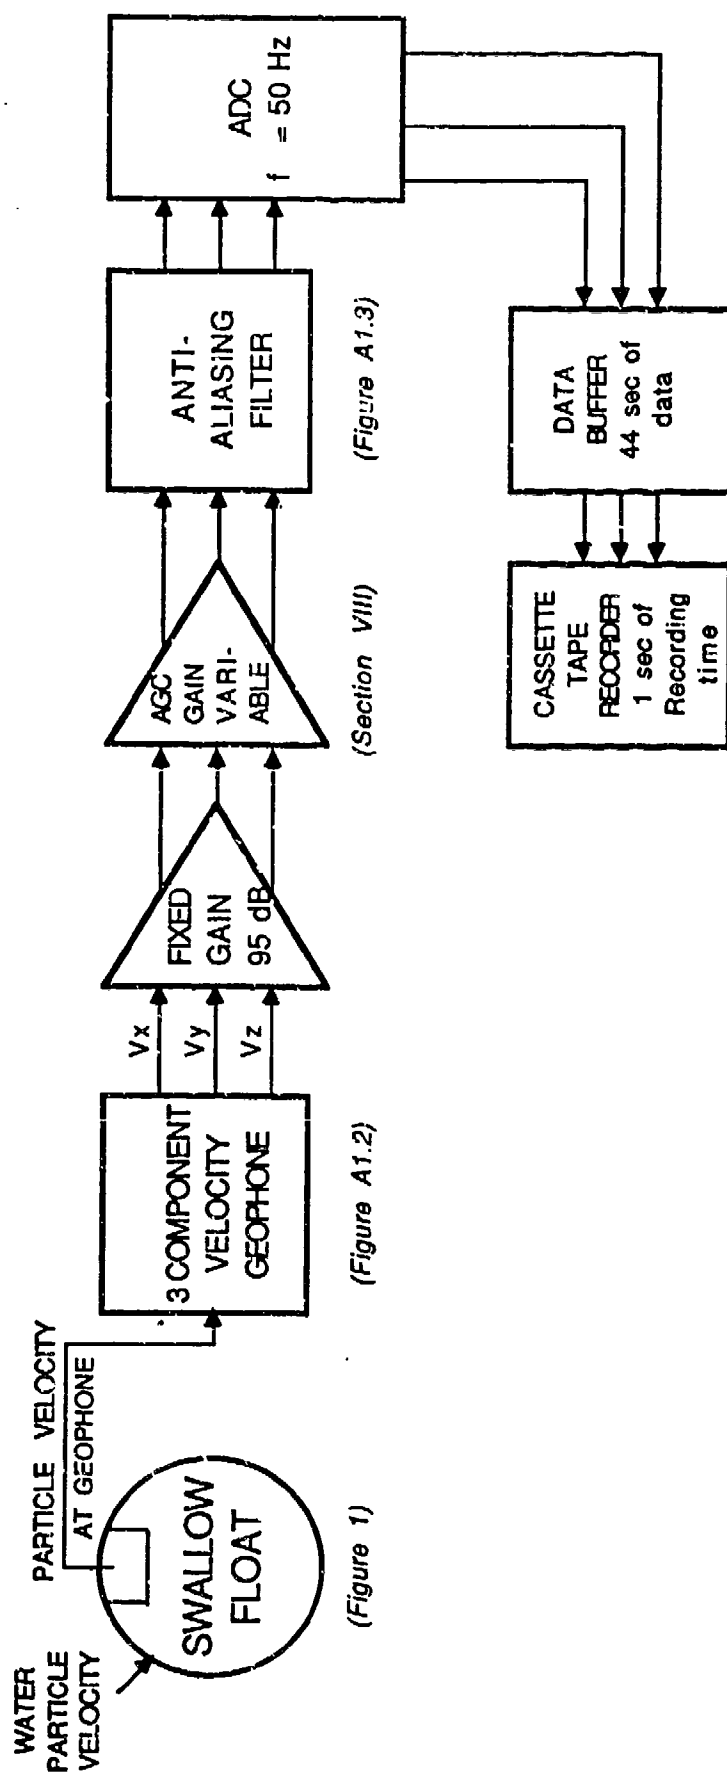 WATER
PARTICLE
VELOCITY
PARTICLE VELOCITY
AT GEOPHONE
SWALLOW
FLOAT
(Figure 1)
3 COMPONENT
VELOCITY
GEOPHONE
(Figure A1.2)
Vx
Vy
Vz
FIXED
GAIN
95 dB
AGC
GAIN
VARI-
ABLE
(Section VIII)
ANTI-
ALIASING
FILTER
(Figure A1.3)
ADC
f = 50 Hz
DATA
BUFFER
44 sec of
data
CASSETTE
TAPE
RECORDER
1 sec of
Recording
time